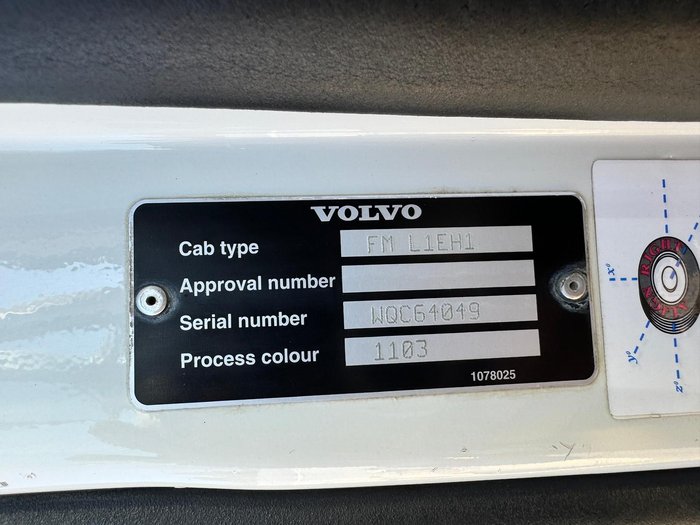 VOLVO
Cab type FM L1EH1
Approval number
Serial number WQC64049
Process colour 1103
1078025
x°
y°
z°